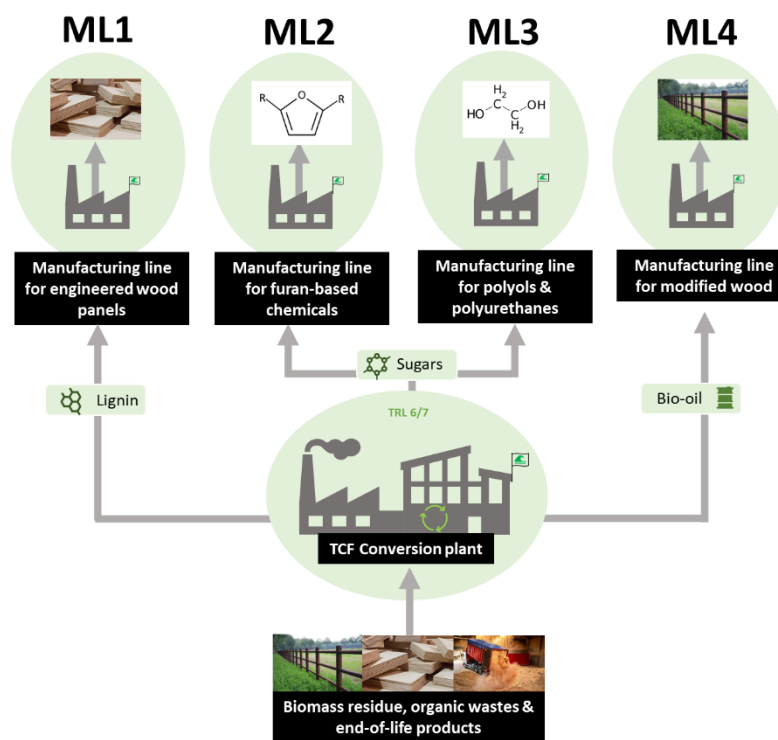 ML1
ML2
ML3
ML4
R
O
R
H₂
C
OH
HO
C
H₂
Manufacturing line
for engineered wood
panels
Manufacturing line
for furan-based
chemicals
Manufacturing line
for polyols &
polyurethanes
Manufacturing line
for modified wood
Lignin
Sugars
Bio-oil
TRL 6/7
TCF Conversion plant
Biomass residue, organic wastes &
end-of-life products